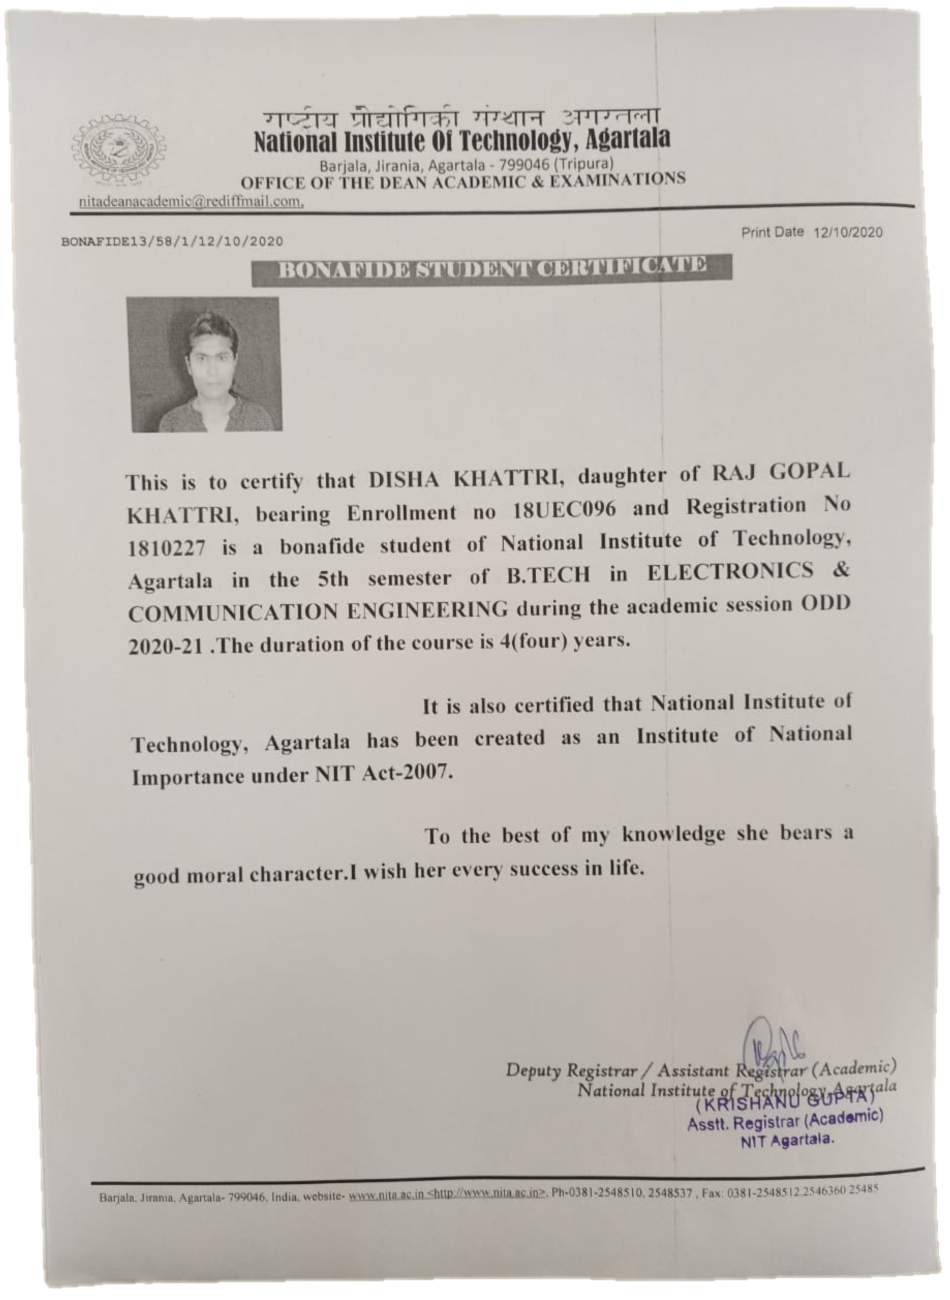 राष्ट्रीय प्रौद्योगिकी संस्थान अगरतला
National Institute Of Technology, Agartala
Barjala, Jirania, Agartala - 799046 (Tripura)
OFFICE OF THE DEAN ACADEMIC & EXAMINATIONS
nitadeanacademic@rediffmail.com,
BONAFIDE13/58/1/12/10/2020
Print Date 12/10/2020
BONAFIDE STUDENT CERTIFICATE
This is to certify that DISHA KHATTRI, daughter of RAJ GOPAL
KHATTRI, bearing Enrollment no 18UEC096 and Registration No
1810227 is a bonafide student of National Institute of Technology,
Agartala in the 5th semester of B.TECH in ELECTRONICS &
COMMUNICATION ENGINEERING during the academic session ODD
2020-21 .The duration of the course is 4(four) years.
It is also certified that National Institute of
Technology, Agartala has been created as an Institute of National
Importance under NIT Act-2007.
To the best of my knowledge she bears a
good moral character.I wish her every success in life.
Deputy Registrar / Assistant Registrar (Academic)
National Institute of Technology, Agartala
(KRISHANU GUPTA)
Asstt. Registrar (Academic)
NIT Agartala.
Barjala, Jirania, Agartala- 799046, India, website- www.nita.ac.in <http://www.nita.ac.in>, Ph-0381-2548510, 2548537 , Fax: 0381-2548512,2546360 25485